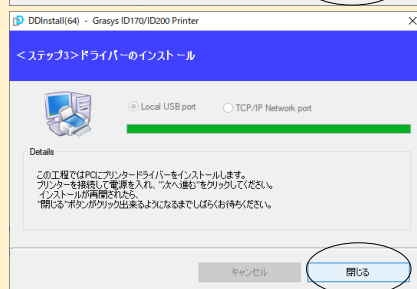 DDInstall(64) - Grasys ID170/ID200 Printer
<ステップ3>ドライバーのインストール
Local USB port
TCP/IP Network port
Details
この工程ではPCにプリンタードライバーをインストールします。
プリンターを接続して電源を入れ、"次へ進む"をクリックしてください。
インストールが再開されたら、
"閉じる"ボタンがクリック出来るようになるまでしばらくお待ちください。
キャンセル
閉じる